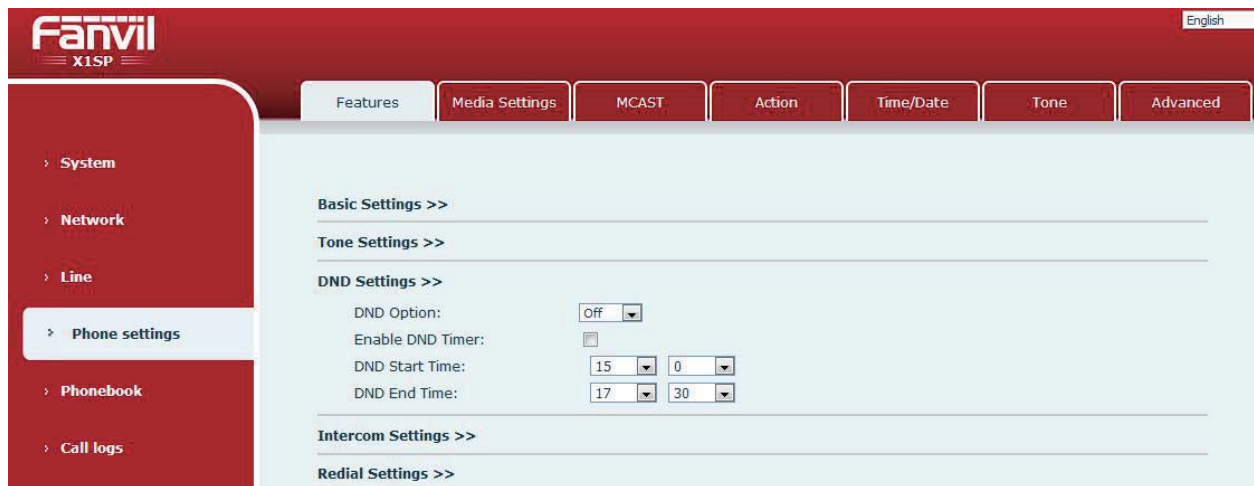 English
Fanvil
X1SP
Features Media Settings MCAST Action Time/Date Tone Advanced
› System
› Network
› Line
› Phone settings
› Phonebook
› Call logs
Basic Settings >>
Tone Settings >>
DND Settings >>
DND Option: Off
Enable DND Timer:
DND Start Time: 15 0
DND End Time: 17 30
Intercom Settings >>
Redial Settings >>